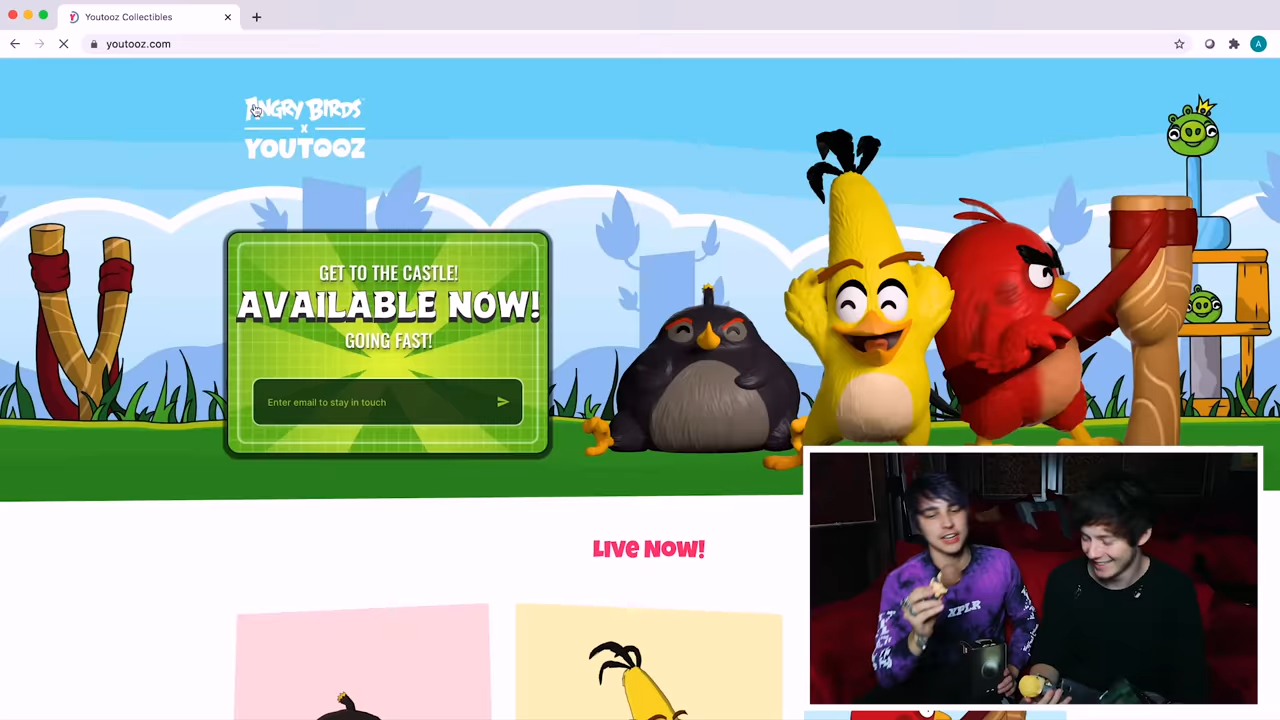 Youtooz Collectibles
youtooz.com
A
ANGRY BIRDS
x
YOUTOOZ
GET TO THE CASTLE!
AVAILABLE NOW!
GOING FAST!
Enter email to stay in touch
LIVE NOW!
XPLR